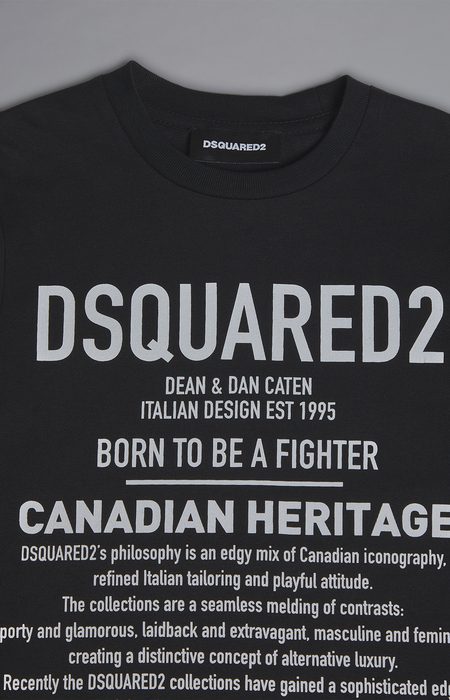 DSQUARED2
DSQUARED2
DEAN & DAN CATEN
ITALIAN DESIGN EST 1995
BORN TO BE A FIGHTER
CANADIAN HERITAGE
DSQUARED2's philosophy is an edgy mix of Canadian iconography,
refined Italian tailoring and playful attitude.
The collections are a seamless melding of contrasts:
porty and glamorous, laidback and extravagant, masculine and femin
creating a distinctive concept of alternative luxury.
Recently the DSQUARED2 collections have gained a sophisticated ed